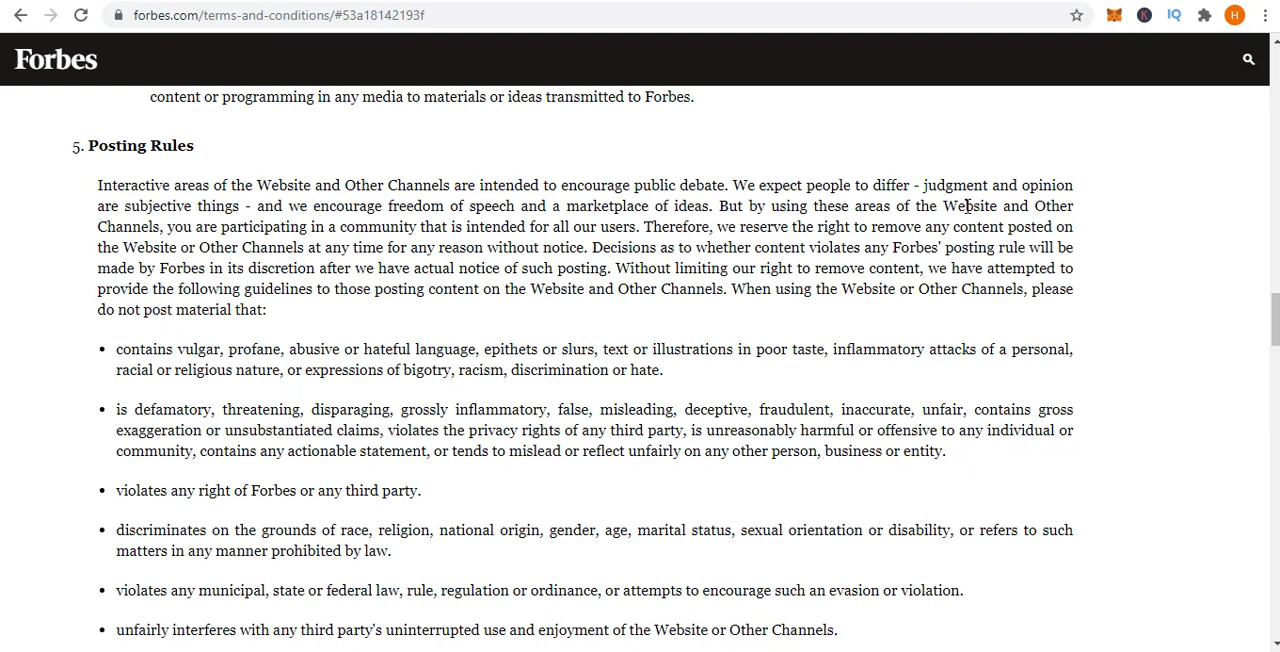 forbes.com/terms-and-conditions/#53a18142193f
K
IQ
H
Forbes
content or programming in any media to materials or ideas transmitted to Forbes.
5. Posting Rules
Interactive areas of the Website and Other Channels are intended to encourage public debate. We expect people to differ - judgment and opinion
are subjective things - and we encourage freedom of speech and a marketplace of ideas. But by using these areas of the Website and Other
Channels, you are participating in a community that is intended for all our users. Therefore, we reserve the right to remove any content posted on
the Website or Other Channels at any time for any reason without notice. Decisions as to whether content violates any Forbes' posting rule will be
made by Forbes in its discretion after we have actual notice of such posting. Without limiting our right to remove content, we have attempted to
provide the following guidelines to those posting content on the Website and Other Channels. When using the Website or Other Channels, please
do not post material that:
• contains vulgar, profane, abusive or hateful language, epithets or slurs, text or illustrations in poor taste, inflammatory attacks of a personal,
racial or religious nature, or expressions of bigotry, racism, discrimination or hate.
• is defamatory, threatening, disparaging, grossly inflammatory, false, misleading, deceptive, fraudulent, inaccurate, unfair, contains gross
exaggeration or unsubstantiated claims, violates the privacy rights of any third party, is unreasonably harmful or offensive to any individual or
community, contains any actionable statement, or tends to mislead or reflect unfairly on any other person, business or entity.
• violates any right of Forbes or any third party.
• discriminates on the grounds of race, religion, national origin, gender, age, marital status, sexual orientation or disability, or refers to such
matters in any manner prohibited by law.
• violates any municipal, state or federal law, rule, regulation or ordinance, or attempts to encourage such an evasion or violation.
• unfairly interferes with any third party's uninterrupted use and enjoyment of the Website or Other Channels.